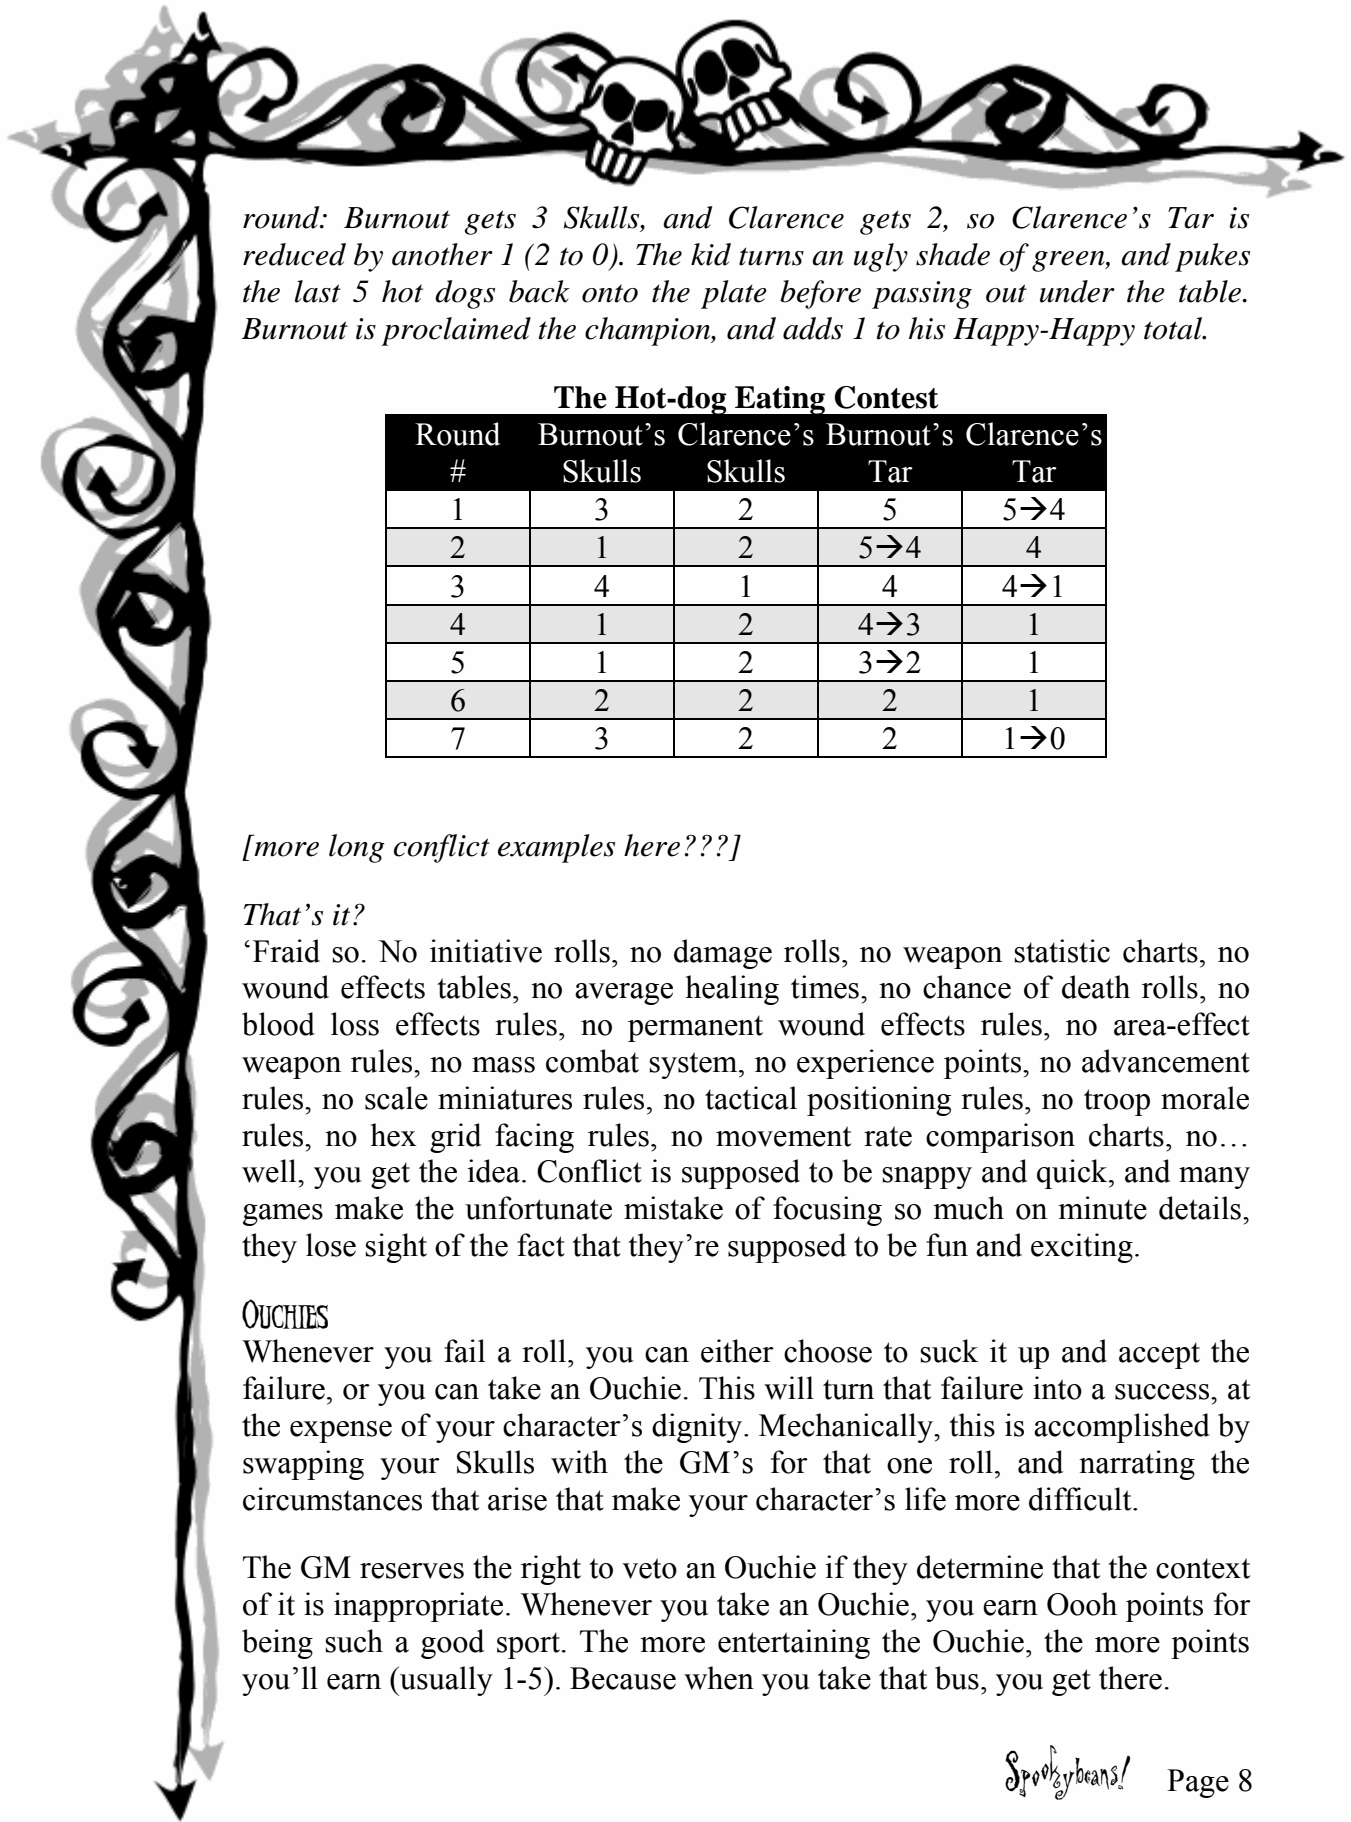 round: Burnout gets 3 Skulls, and Clarence gets 2, so Clarence’s Tar is
reduced by another 1 (2 to 0). The kid turns an ugly shade of green, and pukes
the last 5 hot dogs back onto the plate before passing out under the table.
Burnout is proclaimed the champion, and adds 1 to his Happy-Happy total.
The Hot-dog Eating Contest
Round Burnout’s Clarence’s Burnout’s Clarence’s
# Skulls Skulls Tar Tar
1 3 2 5 5→4
2 1 2 5→4 4
3 4 1 4 4→1
4 1 2 4→3 1
5 1 2 3→2 1
6 2 2 2 1
7 3 2 2 1→0
[more long conflict examples here???]
That’s it?
‘Fraid so. No initiative rolls, no damage rolls, no weapon statistic charts, no
wound effects tables, no average healing times, no chance of death rolls, no
blood loss effects rules, no permanent wound effects rules, no area-effect
weapon rules, no mass combat system, no experience points, no advancement
rules, no scale miniatures rules, no tactical positioning rules, no troop morale
rules, no hex grid facing rules, no movement rate comparison charts, no…
well, you get the idea. Conflict is supposed to be snappy and quick, and many
games make the unfortunate mistake of focusing so much on minute details,
they lose sight of the fact that they’re supposed to be fun and exciting.
OUCHIES
Whenever you fail a roll, you can either choose to suck it up and accept the
failure, or you can take an Ouchie. This will turn that failure into a success, at
the expense of your character’s dignity. Mechanically, this is accomplished by
swapping your Skulls with the GM’s for that one roll, and narrating the
circumstances that arise that make your character’s life more difficult.
The GM reserves the right to veto an Ouchie if they determine that the context
of it is inappropriate. Whenever you take an Ouchie, you earn Oooh points for
being such a good sport. The more entertaining the Ouchie, the more points
you’ll earn (usually 1-5). Because when you take that bus, you get there.
Spookybeans! Page 8